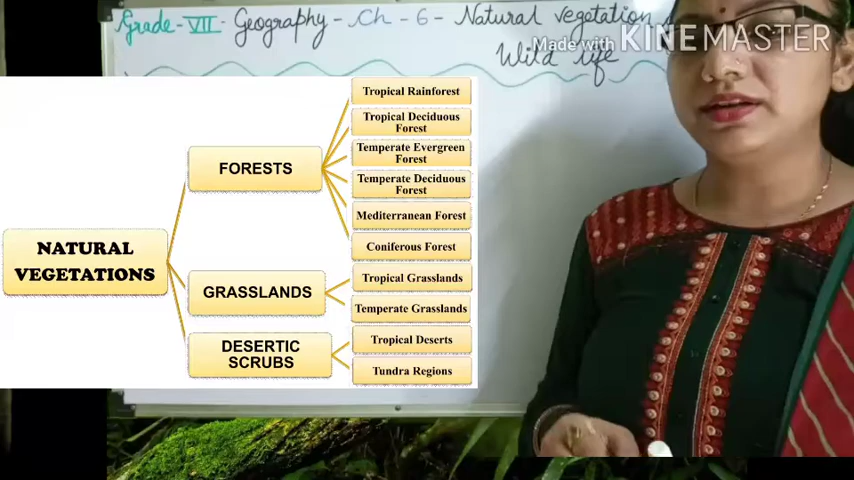 Grade-VII- Geography - Ch - 6 - Natural vegetation
Wild life
Made with KINEMASTER
NATURAL
VEGETATIONS
FORESTS
Tropical Rainforest
Tropical Deciduous
Forest
Temperate Evergreen
Forest
Temperate Deciduous
Forest
Mediterranean Forest
Coniferous Forest
GRASSLANDS
Tropical Grasslands
Temperate Grasslands
DESERTIC
SCRUBS
Tropical Deserts
Tundra Regions